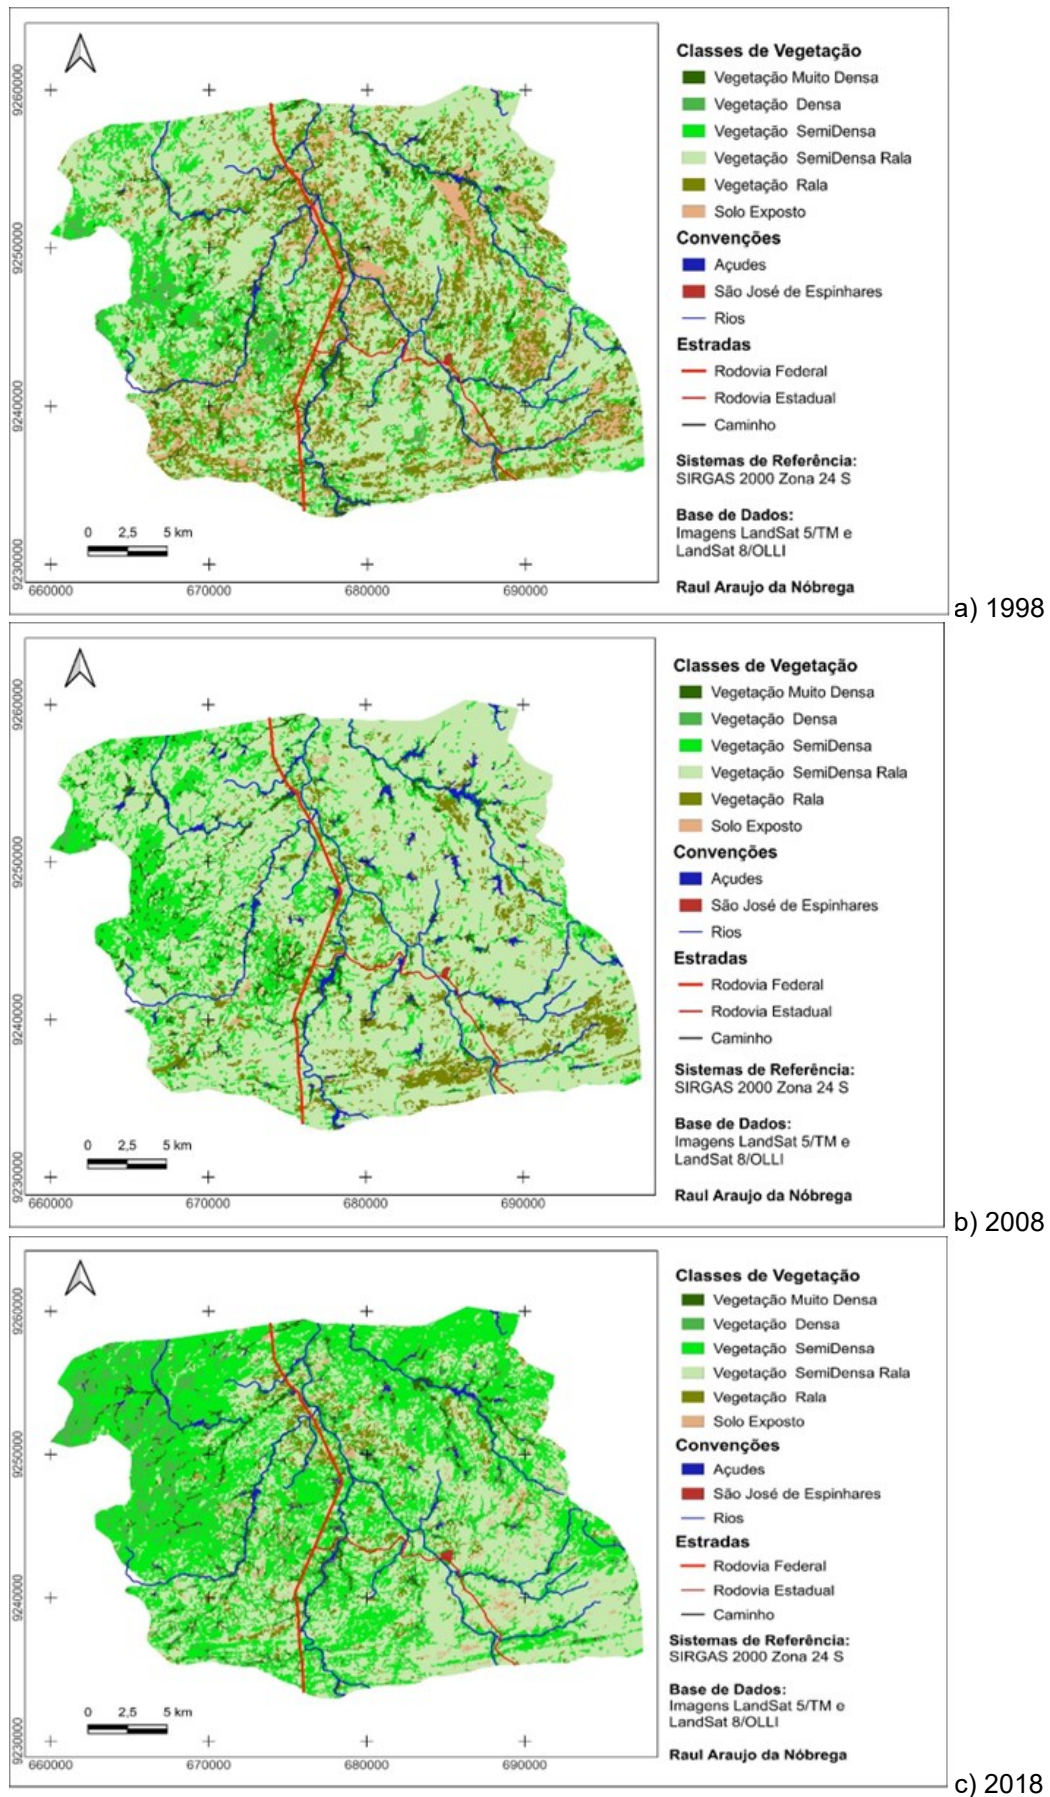 Classes de Vegetação
Vegetação Muito Densa
Vegetação Densa
Vegetação SemiDensa
Vegetação SemiDensa Rala
Vegetação Rala
Solo Exposto
Convenções
Açudes
São José de Espinhares
Rios
Estradas
Rodovia Federal
Rodovia Estadual
Caminho
Sistemas de Referência:
SIRGAS 2000 Zona 24 S
Base de Dados:
Imagens LandSat 5/TM e
LandSat 8/OLLI
Raul Araujo da Nóbrega
9260000
9250000
9240000
9230000
0 2,5 5 km
660000 670000 680000 690000
a) 1998
Classes de Vegetação
Vegetação Muito Densa
Vegetação Densa
Vegetação SemiDensa
Vegetação SemiDensa Rala
Vegetação Rala
Solo Exposto
Convenções
Açudes
São José de Espinhares
Rios
Estradas
Rodovia Federal
Rodovia Estadual
Caminho
Sistemas de Referência:
SIRGAS 2000 Zona 24 S
Base de Dados:
Imagens LandSat 5/TM e
LandSat 8/OLLI
Raul Araujo da Nóbrega
9260000
9250000
9240000
9230000
0 2,5 5 km
660000 670000 680000 690000
b) 2008
Classes de Vegetação
Vegetação Muito Densa
Vegetação Densa
Vegetação SemiDensa
Vegetação SemiDensa Rala
Vegetação Rala
Solo Exposto
Convenções
Açudes
São José de Espinhares
Rios
Estradas
Rodovia Federal
Rodovia Estadual
Caminho
Sistemas de Referência:
SIRGAS 2000 Zona 24 S
Base de Dados:
Imagens LandSat 5/TM e
LandSat 8/OLLI
Raul Araujo da Nóbrega
9260000
9250000
9240000
9230000
0 2,5 5 km
660000 670000 680000 690000
c) 2018